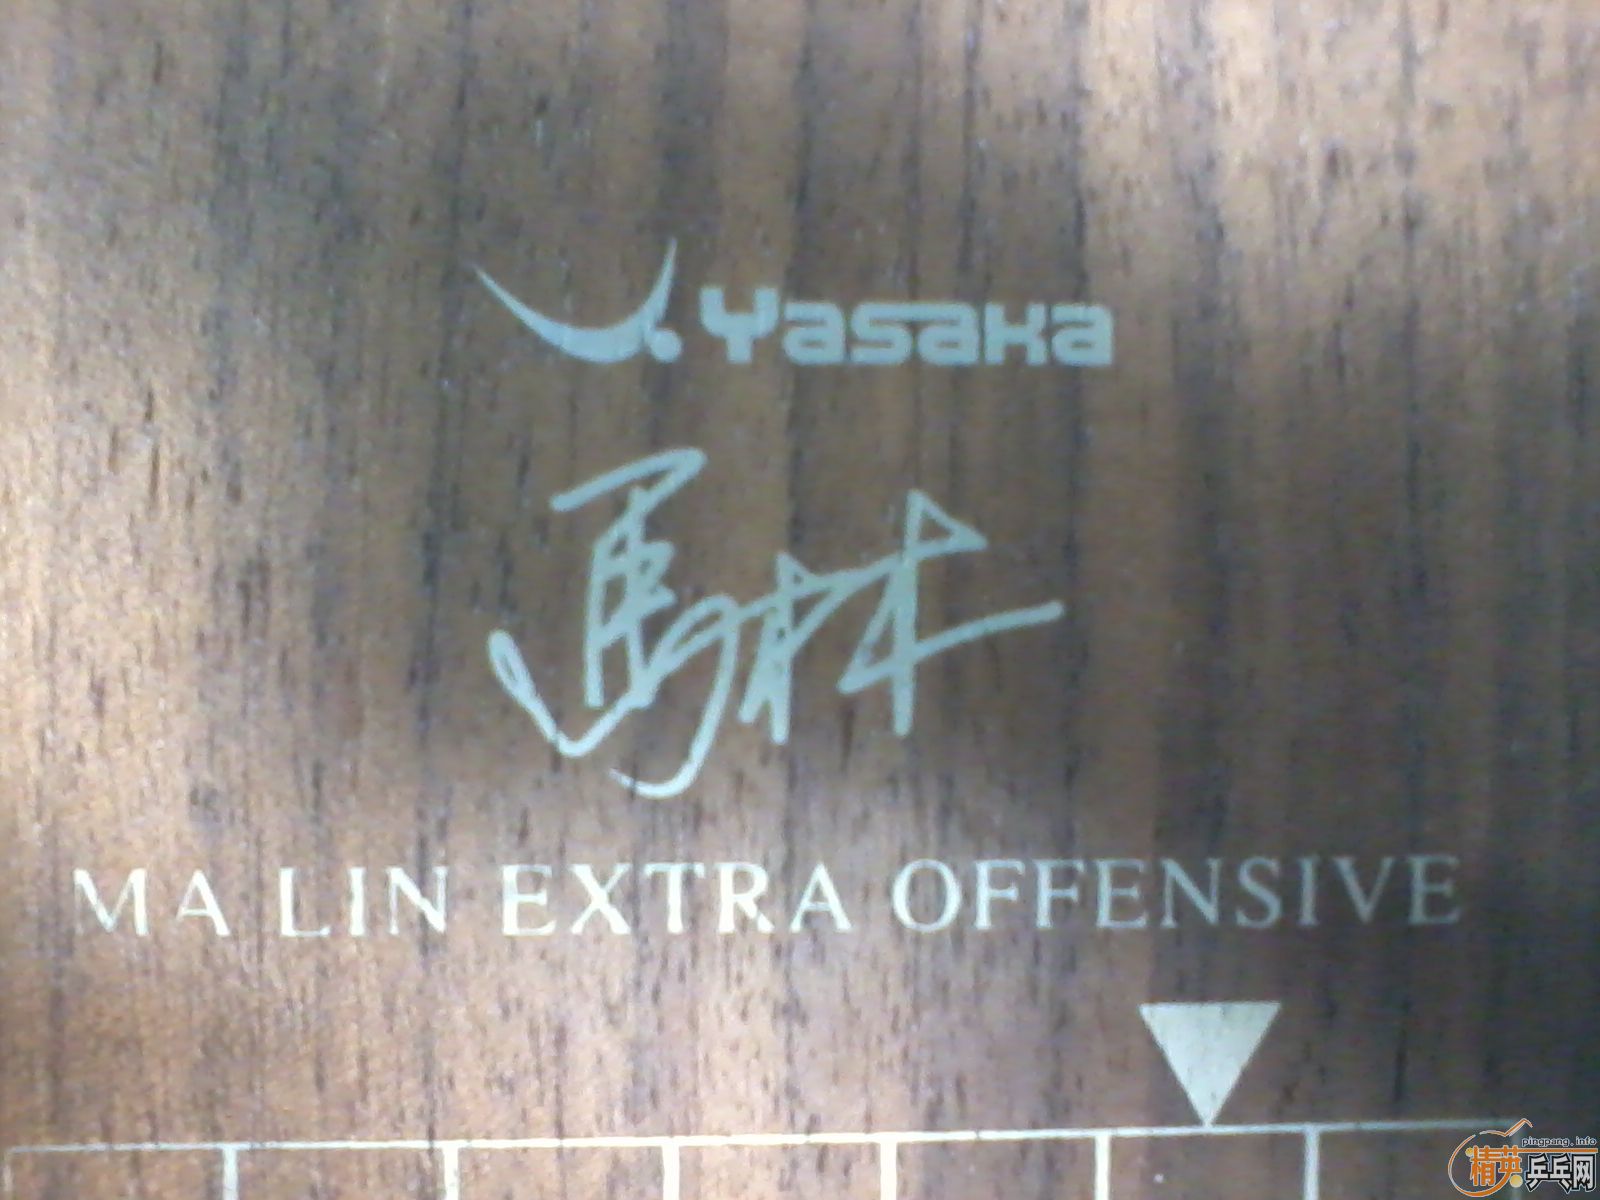 Yasaka
馬林
MA LIN EXTRA OFFENSIVE
pingpang.info
精英乒乓网